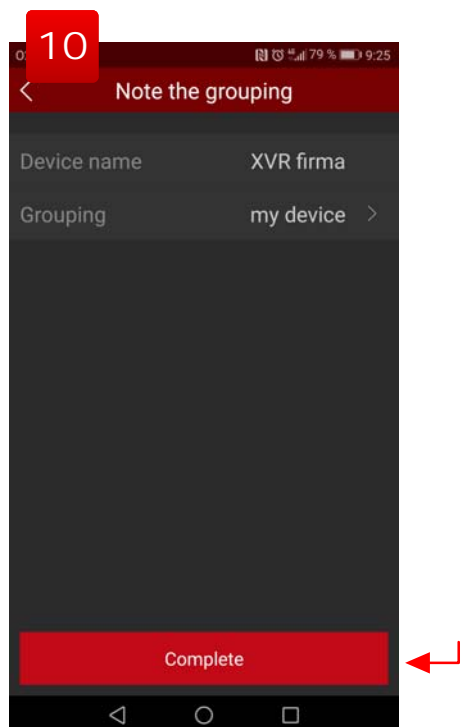 10
79 % 9:25
Note the grouping
Device name XVR firma
Grouping my device
Complete